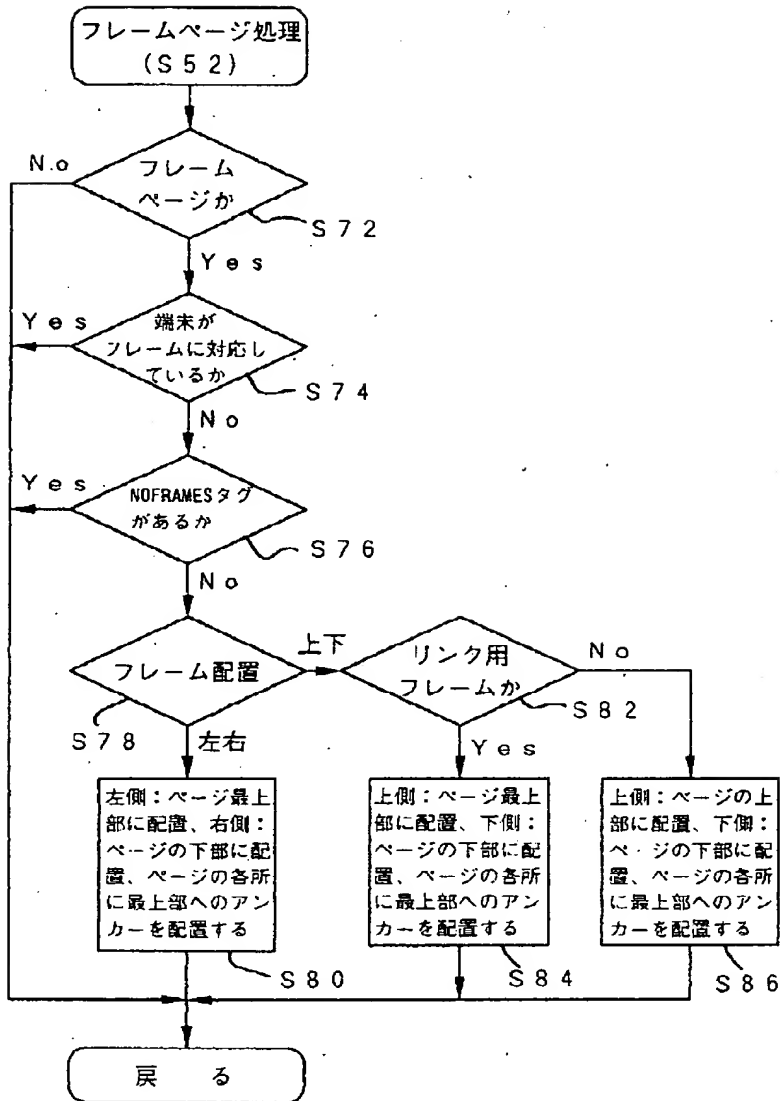 フレームページ処理
(S52)
No
フレーム
ページか
S72
Yes
Yes
端末が
フレームに対応し
ているか
S74
No
Yes
NOFRAMESタグ
があるか
S76
No
フレーム配置
上下
S78
左右
リンク用
フレームか
No
S82
Yes
左側：ページ最上
部に配置、右側：
ページの下部に配
置、ページの各所
に最上部へのアン
カーを配置する
S80
上側：ページ最上
部に配置、下側：
ページの下部に配
置、ページの各所
に最上部へのアン
カーを配置する
S84
上側：ページの上
部に配置、下側：
ページの下部に配
置、ページの各所
に最上部へのアン
カーを配置する
S86
戻る